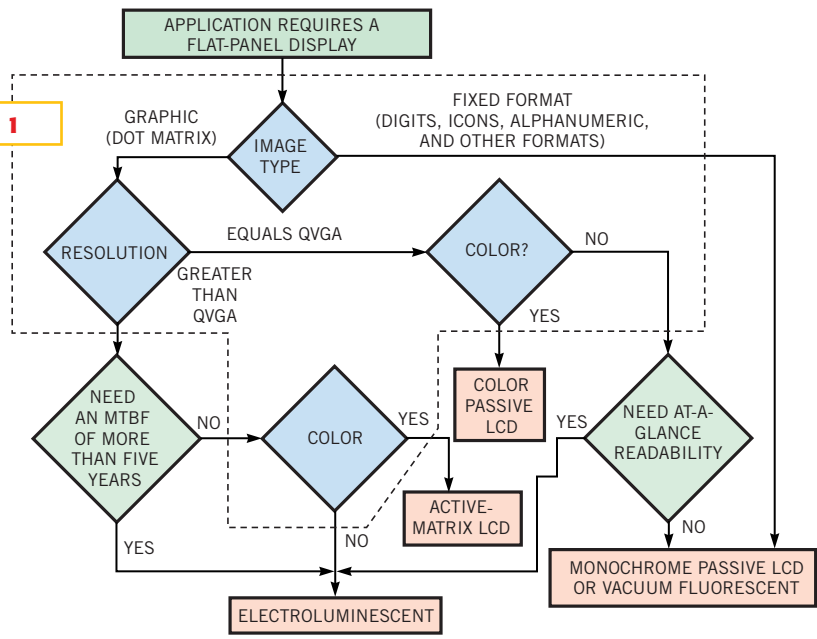 APPLICATION REQUIRES A
FLAT-PANEL DISPLAY
1
GRAPHIC
(DOT MATRIX)
IMAGE
TYPE
FIXED FORMAT
(DIGITS, ICONS, ALPHANUMERIC,
AND OTHER FORMATS)
RESOLUTION
EQUALS QVGA
GREATER
THAN
QVGA
COLOR?
NO
YES
COLOR
PASSIVE
LCD
NEED
AN MTBF
OF MORE
THAN FIVE
YEARS
NO
COLOR
YES
ACTIVE-
MATRIX LCD
YES
NEED AT-A-
GLANCE
READABILITY
NO
YES
NO
MONOCHROME PASSIVE LCD
OR VACUUM FLUORESCENT
ELECTROLUMINESCENT